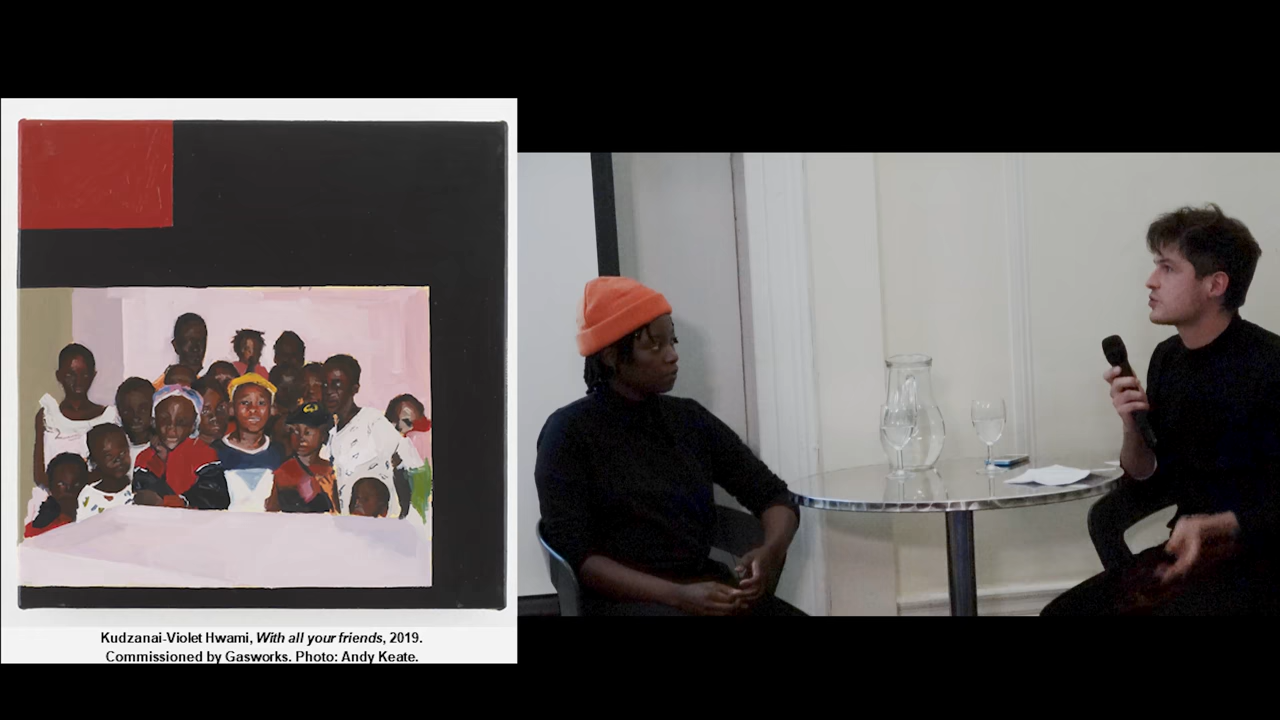 Kudzanai-Violet Hwami, With all your friends, 2019.
Commissioned by Gasworks. Photo: Andy Keate.